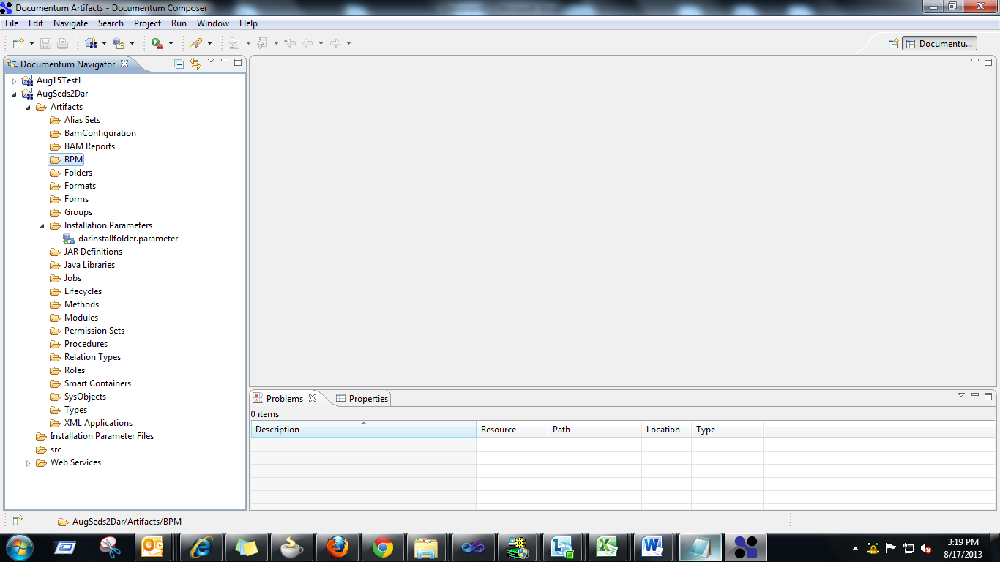 Documentum Artifacts - Documentum Composer
File Edit Navigate Search Project Run Window Help
Documentu...
Documentum Navigator
Aug15Test1
AugSeds2Dar
Artifacts
Alias Sets
BamConfiguration
BAM Reports
BPM
Folders
Formats
Forms
Groups
Installation Parameters
darinstallfolder.parameter
JAR Definitions
Java Libraries
Jobs
Lifecycles
Methods
Modules
Permission Sets
Procedures
Relation Types
Roles
Smart Containers
SysObjects
Types
XML Applications
Installation Parameter Files
src
Web Services
Problems Properties
0 items
Description Resource Path Location Type
AugSeds2Dar/Artifacts/BPM
3:19 PM
8/17/2013